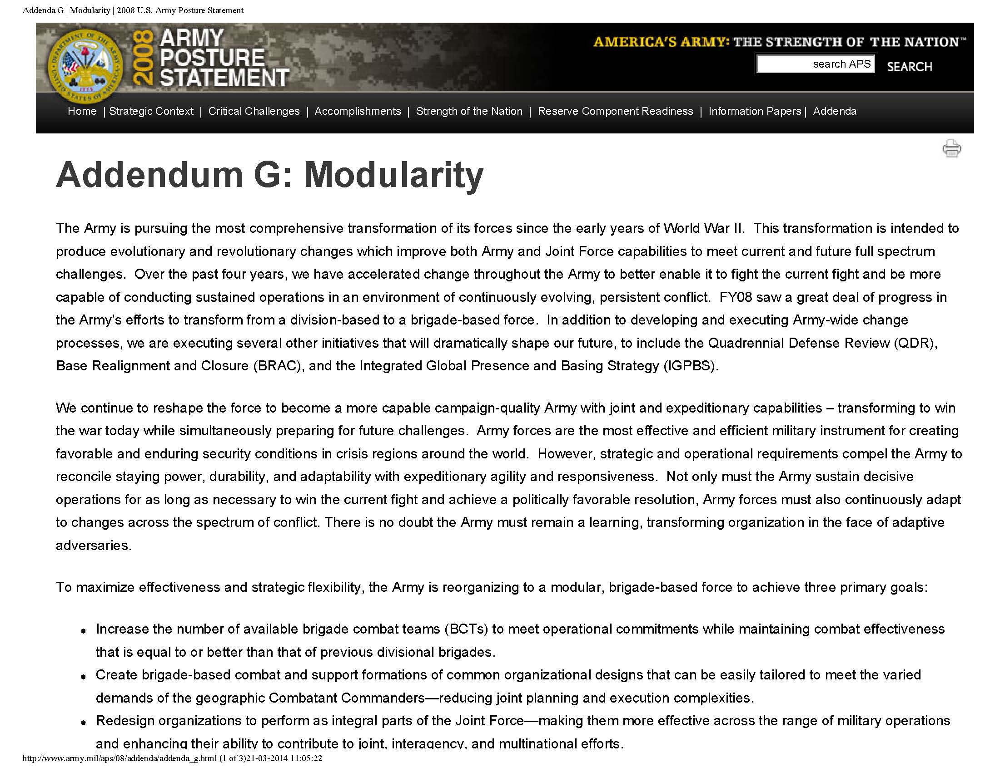 Addenda G | Modularity | 2008 U.S. Army Posture Statement
DEPARTMENT OF THE ARMY
UNITED STATES OF AMERICA
1775
2008
ARMY
POSTURE
STATEMENT
AMERICA'S ARMY: THE STRENGTH OF THE NATION™
search APS SEARCH
Home | Strategic Context | Critical Challenges | Accomplishments | Strength of the Nation | Reserve Component Readiness | Information Papers | Addenda
Addendum G: Modularity
The Army is pursuing the most comprehensive transformation of its forces since the early years of World War II.  This transformation is intended to
produce evolutionary and revolutionary changes which improve both Army and Joint Force capabilities to meet current and future full spectrum
challenges.  Over the past four years, we have accelerated change throughout the Army to better enable it to fight the current fight and be more
capable of conducting sustained operations in an environment of continuously evolving, persistent conflict.  FY08 saw a great deal of progress in
the Army’s efforts to transform from a division-based to a brigade-based force.  In addition to developing and executing Army-wide change
processes, we are executing several other initiatives that will dramatically shape our future, to include the Quadrennial Defense Review (QDR),
Base Realignment and Closure (BRAC), and the Integrated Global Presence and Basing Strategy (IGPBS).
We continue to reshape the force to become a more capable campaign-quality Army with joint and expeditionary capabilities – transforming to win
the war today while simultaneously preparing for future challenges.  Army forces are the most effective and efficient military instrument for creating
favorable and enduring security conditions in crisis regions around the world.  However, strategic and operational requirements compel the Army to
reconcile staying power, durability, and adaptability with expeditionary agility and responsiveness.  Not only must the Army sustain decisive
operations for as long as necessary to win the current fight and achieve a politically favorable resolution, Army forces must also continuously adapt
to changes across the spectrum of conflict. There is no doubt the Army must remain a learning, transforming organization in the face of adaptive
adversaries.
To maximize effectiveness and strategic flexibility, the Army is reorganizing to a modular, brigade-based force to achieve three primary goals:
● Increase the number of available brigade combat teams (BCTs) to meet operational commitments while maintaining combat effectiveness
that is equal to or better than that of previous divisional brigades.
● Create brigade-based combat and support formations of common organizational designs that can be easily tailored to meet the varied
demands of the geographic Combatant Commanders—reducing joint planning and execution complexities.
● Redesign organizations to perform as integral parts of the Joint Force—making them more effective across the range of military operations
and enhancing their ability to contribute to joint, interagency, and multinational efforts.
http://www.army.mil/aps/08/addenda/addenda_g.html (1 of 3)21-03-2014 11:05:22